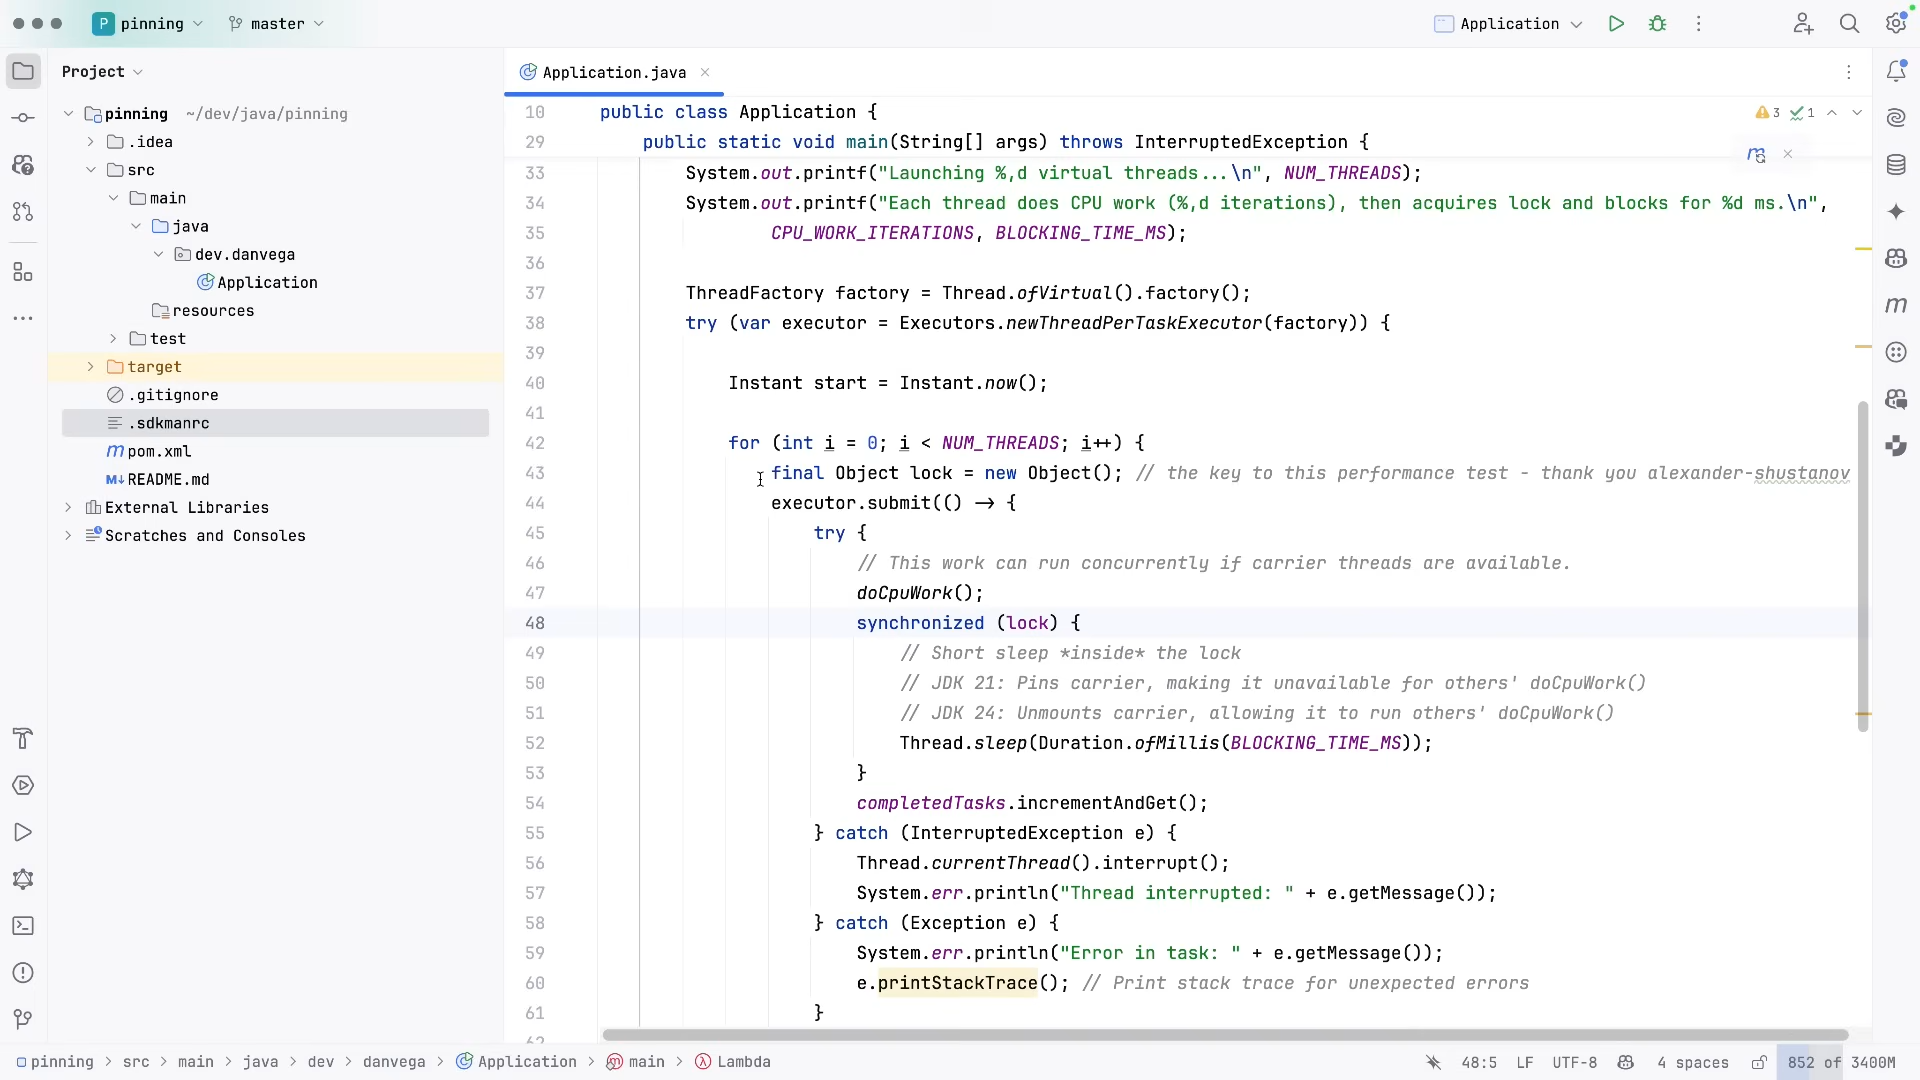 P pinning master Application
Project
Application.java
pinning ~/dev/java/pinning
.idea
src
main
java
dev.danvega
Application
resources
test
target
.gitignore
.sdkmanrc
m pom.xml
M↓ README.md
External Libraries
Scratches and Consoles
3 1
10 public class Application {
29 public static void main(String[] args) throws InterruptedException {
33 System.out.printf("Launching %,d virtual threads...\n", NUM_THREADS);
34 System.out.printf("Each thread does CPU work (%,d iterations), then acquires lock and blocks for %d ms.\n",
35 CPU_WORK_ITERATIONS, BLOCKING_TIME_MS);
36
37 ThreadFactory factory = Thread.ofVirtual().factory();
38 try (var executor = Executors.newThreadPerTaskExecutor(factory)) {
39
40 Instant start = Instant.now();
41
42 for (int i = 0; i < NUM_THREADS; i++) {
43 final Object lock = new Object(); // the key to this performance test - thank you alexander-shustanov
44 executor.submit(() -> {
45 try {
46 // This work can run concurrently if carrier threads are available.
47 doCpuWork();
48 synchronized (lock) {
49 // Short sleep *inside* the lock
50 // JDK 21: Pins carrier, making it unavailable for others' doCpuWork()
51 // JDK 24: Unmounts carrier, allowing it to run others' doCpuWork()
52 Thread.sleep(Duration.ofMillis(BLOCKING_TIME_MS));
53 }
54 completedTasks.incrementAndGet();
55 } catch (InterruptedException e) {
56 Thread.currentThread().interrupt();
57 System.err.println("Thread interrupted: " + e.getMessage());
58 } catch (Exception e) {
59 System.err.println("Error in task: " + e.getMessage());
60 e.printStackTrace(); // Print stack trace for unexpected errors
61 }
62
pinning > src > main > java > dev > danvega > Application > main > Lambda 48:5 LF UTF-8 4 spaces 852 of 3400M